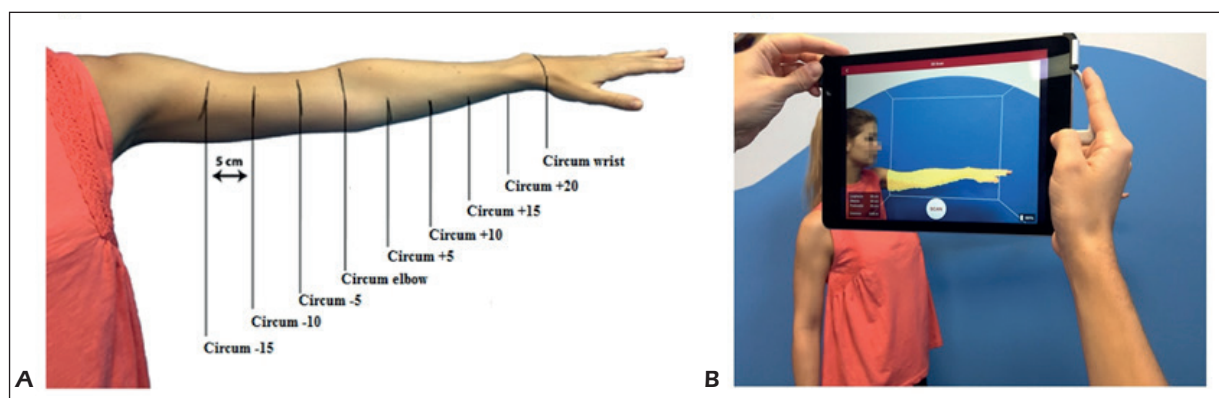 5 cm
Circum wrist
Circum +20
Circum +15
Circum +10
Circum +5
Circum elbow
Circum -5
Circum -10
Circum -15
A
B
SCAN